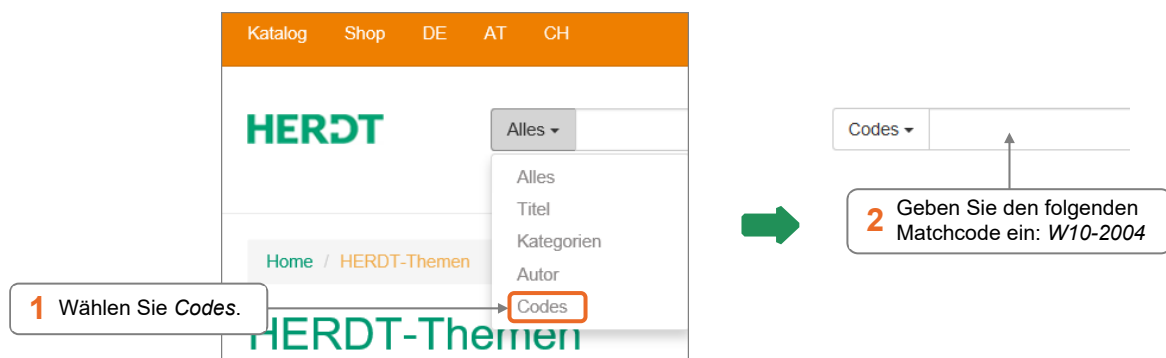 Katalog Shop DE AT CH
HERDT
Alles
Alles
Titel
Kategorien
Autor
Codes
Home / HERDT-Themen
HERDT-Themen
1 Wählen Sie Codes.
Codes
2 Geben Sie den folgenden
Matchcode ein: W10-2004